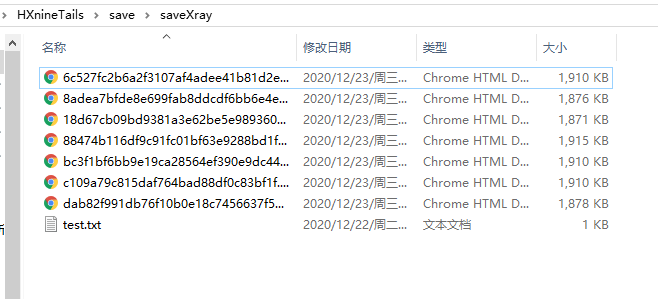 HXnineTails > save > saveXray
名称 修改日期 类型 大小
6c527fc2b6a2f3107af4adee41b81d2e... 2020/12/23/周三... Chrome HTML D... 1,910 KB
8adea7bfde8e699fab8ddcdf6bb6e4e... 2020/12/23/周三... Chrome HTML D... 1,876 KB
18d67cb09bd9381a3e62be5e989360... 2020/12/23/周三... Chrome HTML D... 1,871 KB
88474b116df9c91fc01bf63e9288bd1f... 2020/12/23/周三... Chrome HTML D... 1,915 KB
bc3f1bf6bb9e19ca28564ef390e9dc44... 2020/12/23/周三... Chrome HTML D... 1,910 KB
c109a79c815daf764bad88df0c83bf1f... 2020/12/23/周三... Chrome HTML D... 1,910 KB
dab82f991db76f10b0e18c7456637f5... 2020/12/23/周三... Chrome HTML D... 1,878 KB
test.txt 2020/12/22/周二... 文本文档 1 KB